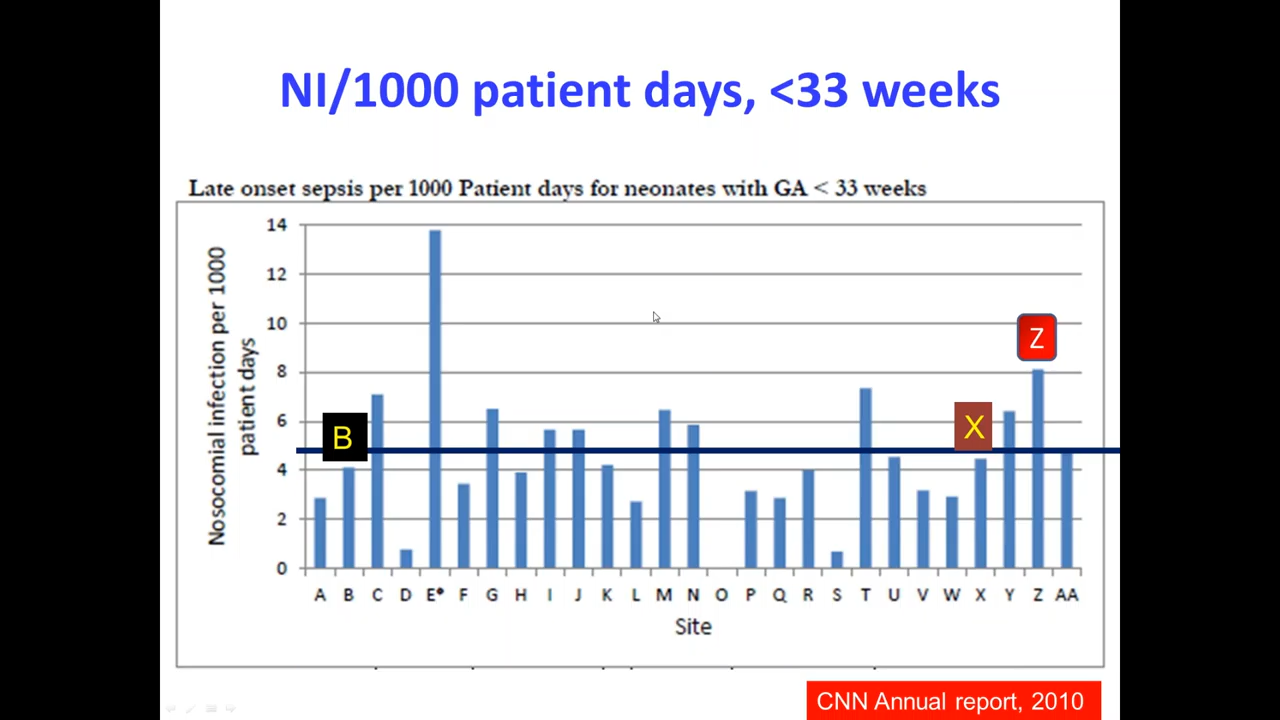 NI/1000 patient days, <33 weeks
Late onset sepsis per 1000 Patient days for neonates with GA < 33 weeks
Nosocomial infection per 1000
patient days
14
12
10
8
6
4
2
0
B
X
Z
A B C D E* F G H I J K L M N O P Q R S T U V W X Y Z AA
Site
CNN Annual report, 2010